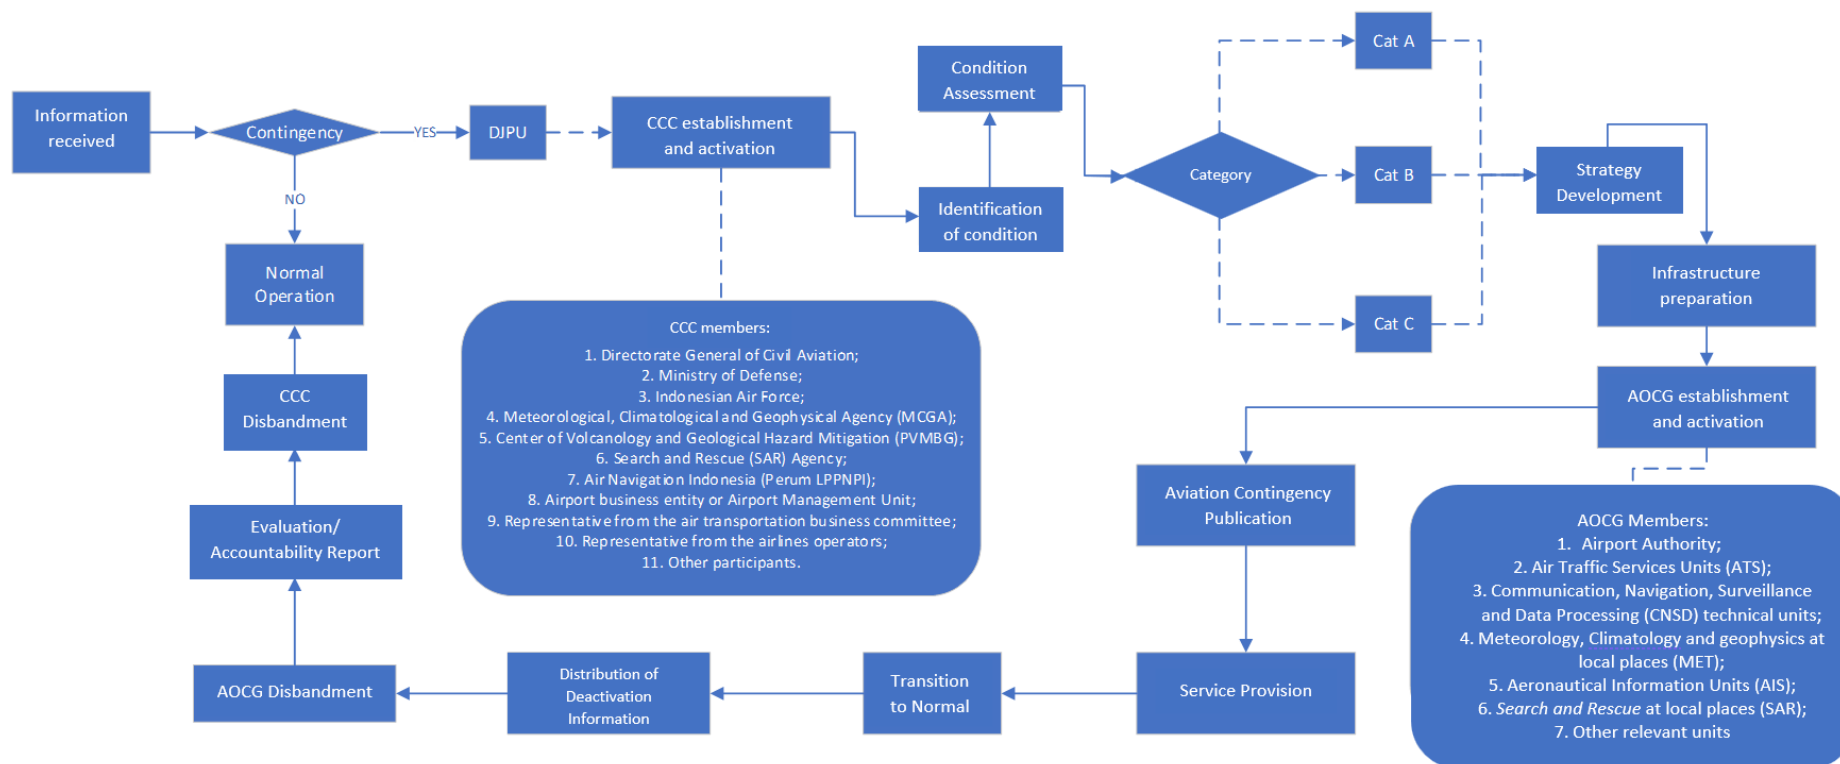 Information
received
Contingency
YES
NO
DJPU
CCC establishment
and activation
Identification
of condition
Condition
Assessment
Category
Cat A
Cat B
Cat C
Strategy
Development
Infrastructure
preparation
AOCG establishment
and activation
AOCG Members:
1. Airport Authority;
2. Air Traffic Services Units (ATS);
3. Communication, Navigation, Surveillance
and Data Processing (CNSD) technical units;
4. Meteorology, Climatology and geophysics at
local places (MET);
5. Aeronautical Information Units (AIS);
6. Search and Rescue at local places (SAR);
7. Other relevant units
Aviation Contingency
Publication
Service Provision
Transition
to Normal
Distribution of
Deactivation
Information
AOCG Disbandment
Evaluation/
Accountability Report
CCC
Disbandment
Normal
Operation
CCC members:
1. Directorate General of Civil Aviation;
2. Ministry of Defense;
3. Indonesian Air Force;
4. Meteorological, Climatological and Geophysical Agency (MCGA);
5. Center of Volcanology and Geological Hazard Mitigation (PVMBG);
6. Search and Rescue (SAR) Agency;
7. Air Navigation Indonesia (Perum LPPNPI);
8. Airport business entity or Airport Management Unit;
9. Representative from the air transportation business committee;
10. Representative from the airlines operators;
11. Other participants.